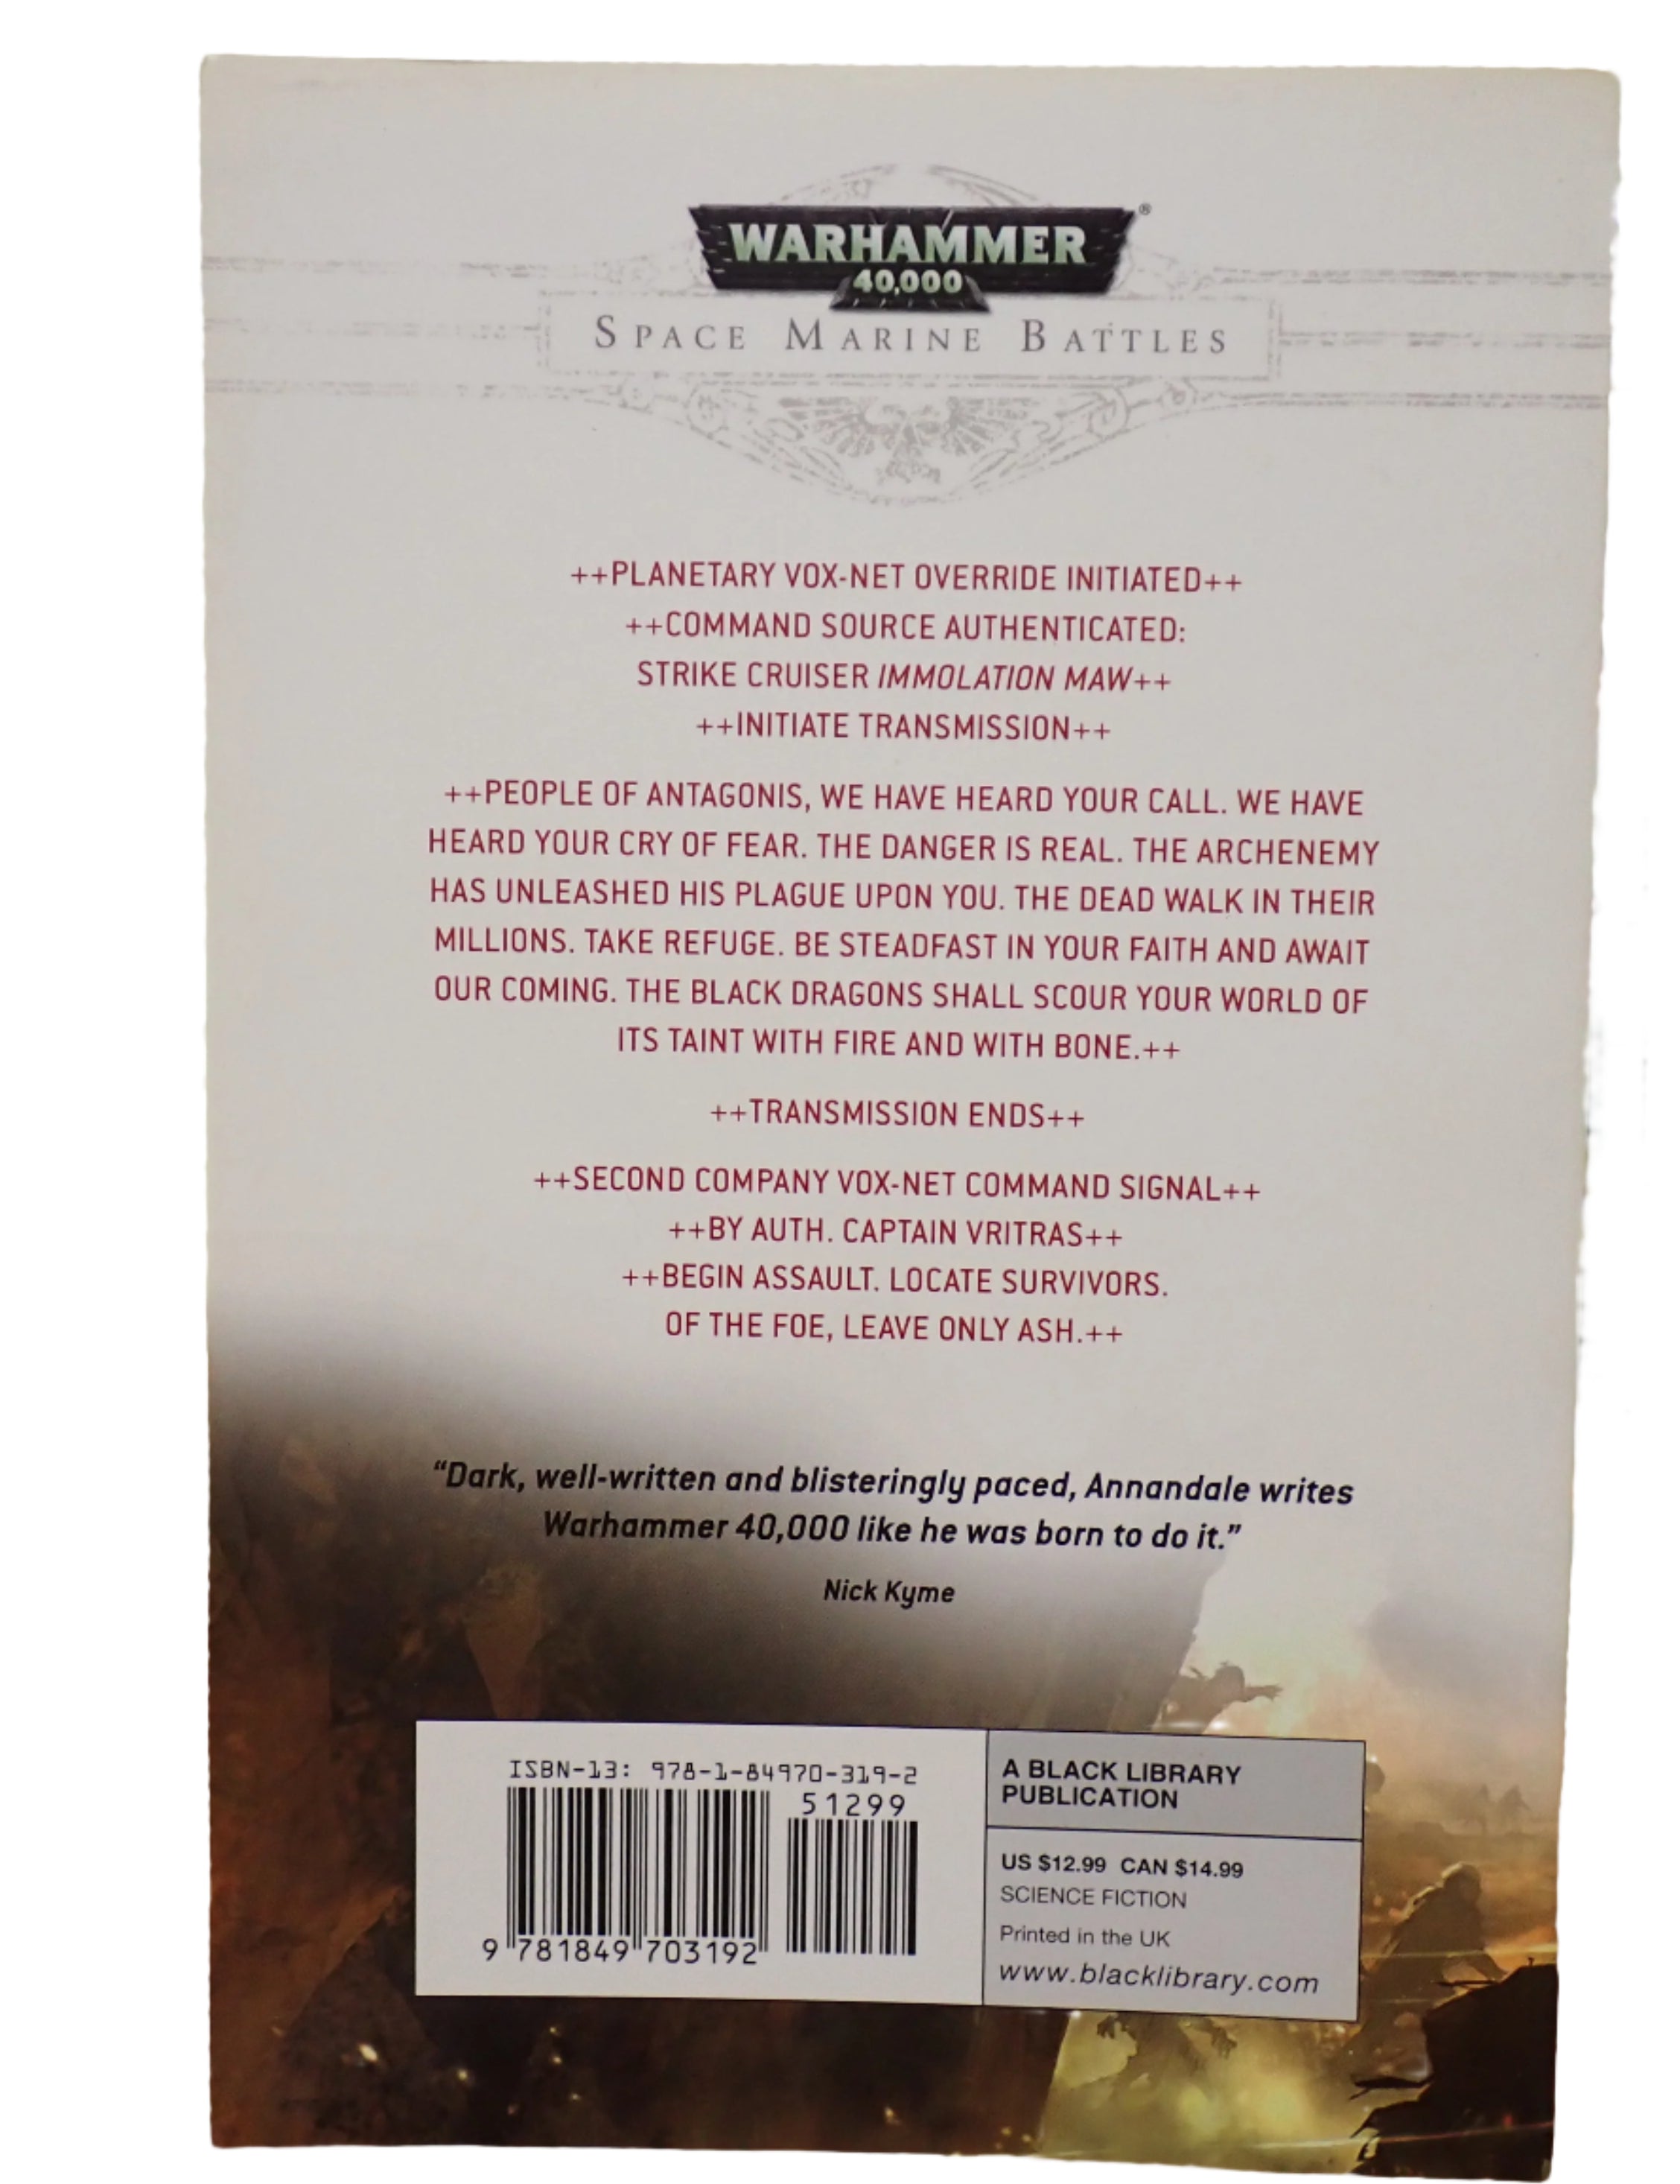 WARHAMMER®
40,000
SPACE MARINE BATTLES
++PLANETARY VOX-NET OVERRIDE INITIATED++
++COMMAND SOURCE AUTHENTICATED:
STRIKE CRUISER IMMOLATION MAW++
++INITIATE TRANSMISSION++
++PEOPLE OF ANTAGONIS, WE HAVE HEARD YOUR CALL. WE HAVE
HEARD YOUR CRY OF FEAR. THE DANGER IS REAL. THE ARCHENEMY
HAS UNLEASHED HIS PLAGUE UPON YOU. THE DEAD WALK IN THEIR
MILLIONS. TAKE REFUGE. BE STEADFAST IN YOUR FAITH AND AWAIT
OUR COMING. THE BLACK DRAGONS SHALL SCOUR YOUR WORLD OF
ITS TAINT WITH FIRE AND WITH BONE.++
++TRANSMISSION ENDS++
++SECOND COMPANY VOX-NET COMMAND SIGNAL++
++BY AUTH. CAPTAIN VRITRAS++
++BEGIN ASSAULT. LOCATE SURVIVORS.
OF THE FOE, LEAVE ONLY ASH.++
“Dark, well-written and blisteringly paced, Annandale writes
Warhammer 40,000 like he was born to do it.”
Nick Kyme
ISBN-13: 978-1-84970-319-2
51299
9 781849 703192
A BLACK LIBRARY
PUBLICATION
US $12.99 CAN $14.99
SCIENCE FICTION
Printed in the UK
www.blacklibrary.com